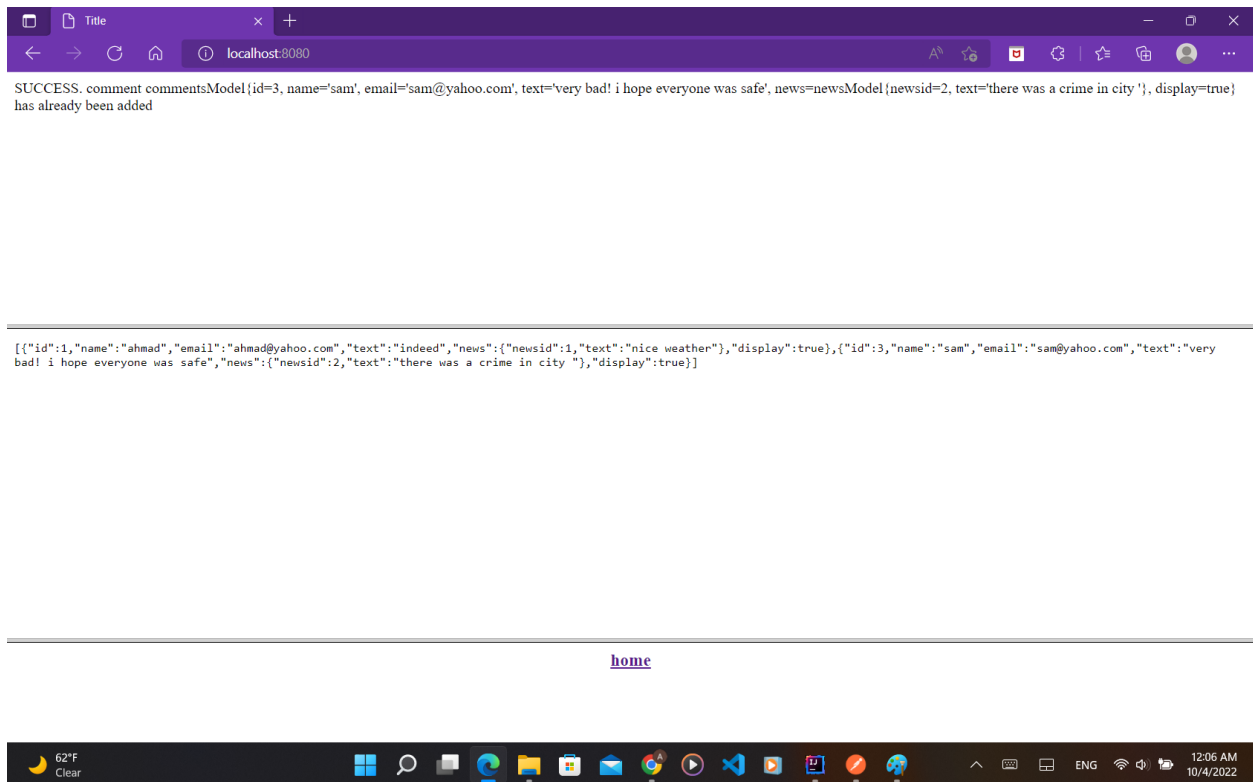 Title
localhost:8080
SUCCESS. comment commentsModel{id=3, name='sam', email='sam@yahoo.com', text='very bad! i hope everyone was safe', news=newsModel{newsid=2, text='there was a crime in city '}, display=true}
has already been added
[{"id":1,"name":"ahmad","email":"ahmad@yahoo.com","text":"indeed","news":{"newsid":1,"text":"nice weather"},"display":true},{"id":3,"name":"sam","email":"sam@yahoo.com","text":"very
bad! i hope everyone was safe","news":{"newsid":2,"text":"there was a crime in city "},"display":true}]
home
62°F
Clear
ENG
12:06 AM
10/4/2022